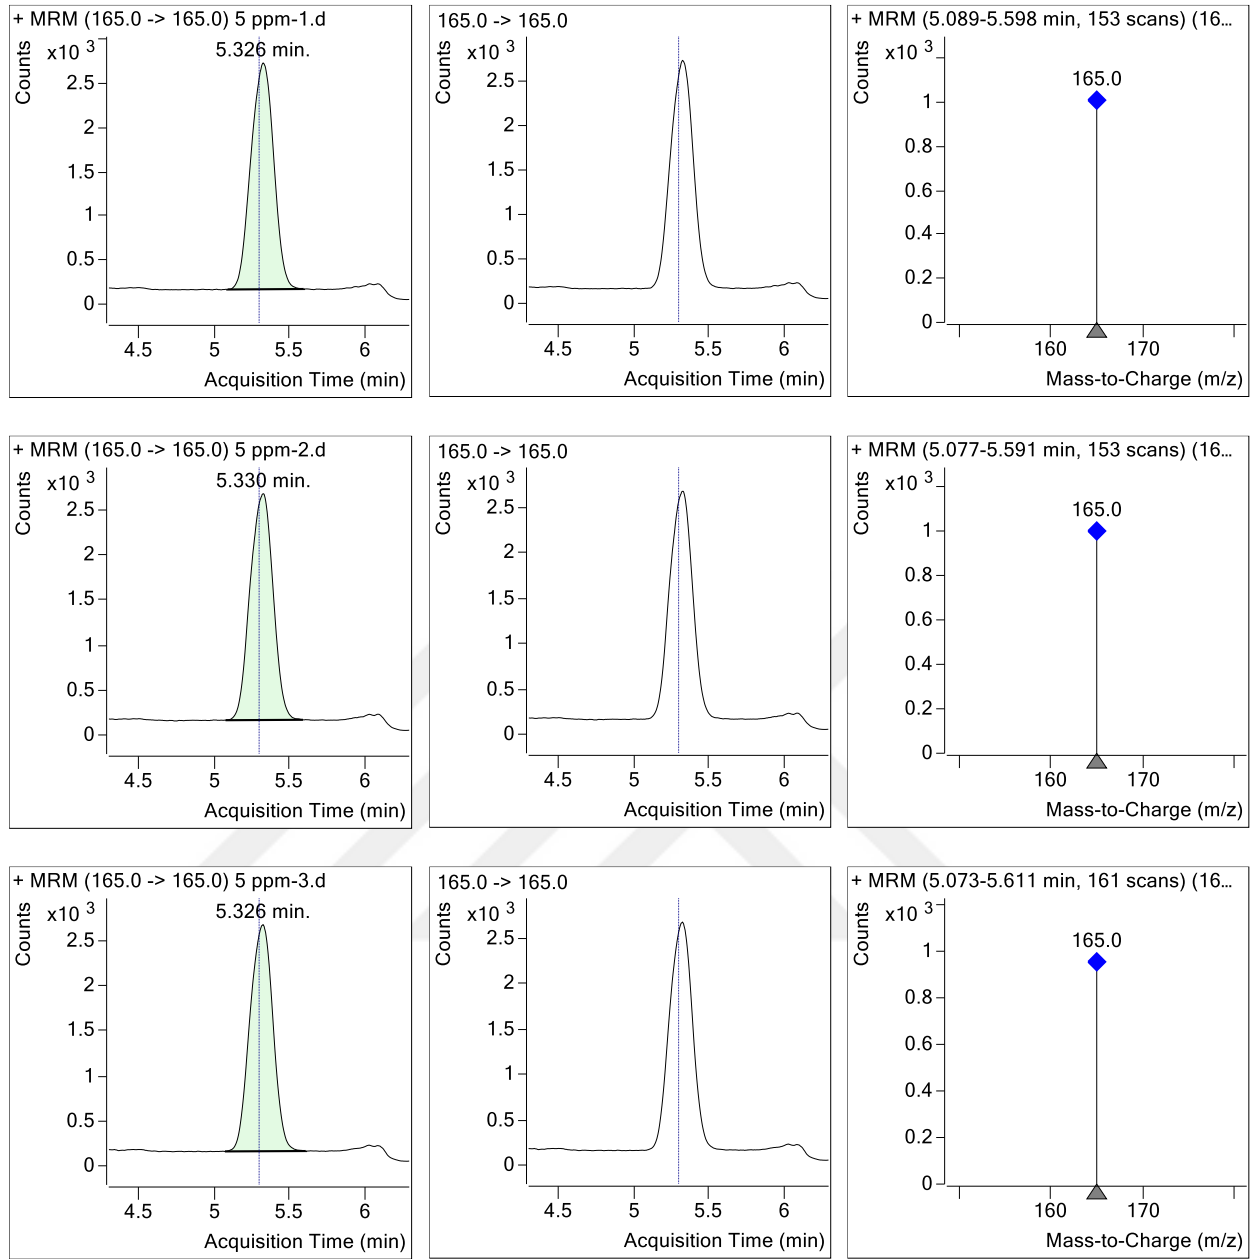 + MRM (165.0 -> 165.0) 5 ppm-1.d
Counts
x10 3
5.326 min.
2.5
2
1.5
1
0.5
0
4.5 5 5.5 6
Acquisition Time (min)
165.0 -> 165.0
Counts
x10 3
2.5
2
1.5
1
0.5
0
4.5 5 5.5 6
Acquisition Time (min)
+ MRM (5.089-5.598 min, 153 scans) (16...
Counts
x10 3
165.0
1
0.8
0.6
0.4
0.2
0
160 170
Mass-to-Charge (m/z)
+ MRM (165.0 -> 165.0) 5 ppm-2.d
Counts
x10 3
5.330 min.
2.5
2
1.5
1
0.5
0
4.5 5 5.5 6
Acquisition Time (min)
165.0 -> 165.0
Counts
x10 3
2.5
2
1.5
1
0.5
0
4.5 5 5.5 6
Acquisition Time (min)
+ MRM (5.077-5.591 min, 153 scans) (16...
Counts
x10 3
165.0
1
0.8
0.6
0.4
0.2
0
160 170
Mass-to-Charge (m/z)
+ MRM (165.0 -> 165.0) 5 ppm-3.d
Counts
x10 3
5.326 min.
2.5
2
1.5
1
0.5
0
4.5 5 5.5 6
Acquisition Time (min)
165.0 -> 165.0
Counts
x10 3
2.5
2
1.5
1
0.5
0
4.5 5 5.5 6
Acquisition Time (min)
+ MRM (5.073-5.611 min, 161 scans) (16...
Counts
x10 3
165.0
1
0.8
0.6
0.4
0.2
0
160 170
Mass-to-Charge (m/z)